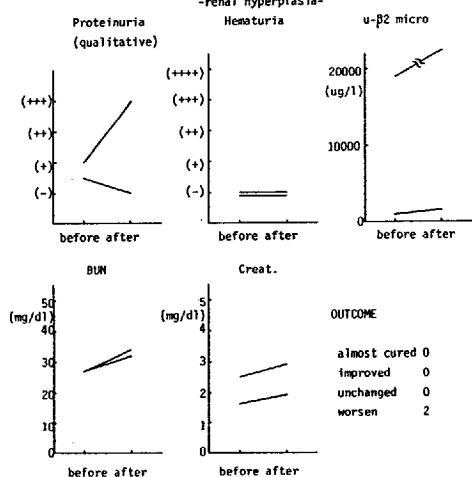 -renal hyperplasia-
Proteinuria
(qualitative)
Hematuria
u-β2 micro
(+++)
(++)
(+)
(-)
before after
(++++)
(+++)
(++)
(+)
(-)
before after
20000
(ug/l)
10000
0
before after
BUN
50
(mg/dl)
40
30
20
10
0
before after
Creat.
5
(mg/dl)
4
3
2
1
0
before after
OUTCOME
almost cured 0
improved 0
unchanged 0
worsen 2